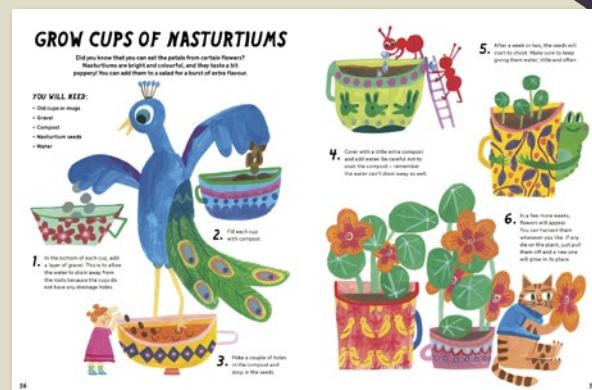 GROW CUPS OF NASTURTIUMS
Did you know that you can eat the petals from certain flowers?
Nasturtiums are bright and colourful, and they taste a bit
peppery! You can add them to a salad for a burst of extra flavour.
YOU WILL NEED:
• Old cups or mugs
• Gravel
• Compost
• Nasturtium seeds
• Water
1. In the bottom of each cup, add
a layer of gravel. This is to allow
the water to drain away from
the roots because the cups do
not have any drainage holes.
2. Fill each cup
with compost.
3. Poke a couple of holes
in the compost and
drop in the seeds.
56
4. Cover with a little extra compost
and add water. Be careful not to
soak the compost – remember
the water can't drain away as well.
5. After a week or two, the seeds will
start to shoot. Make sure to keep
giving them water, little and often.
6. In a few more weeks,
flowers will appear.
You can harvest them
whenever you like. If any
die on the plant, just pull
them off and a new one
will grow in its place.